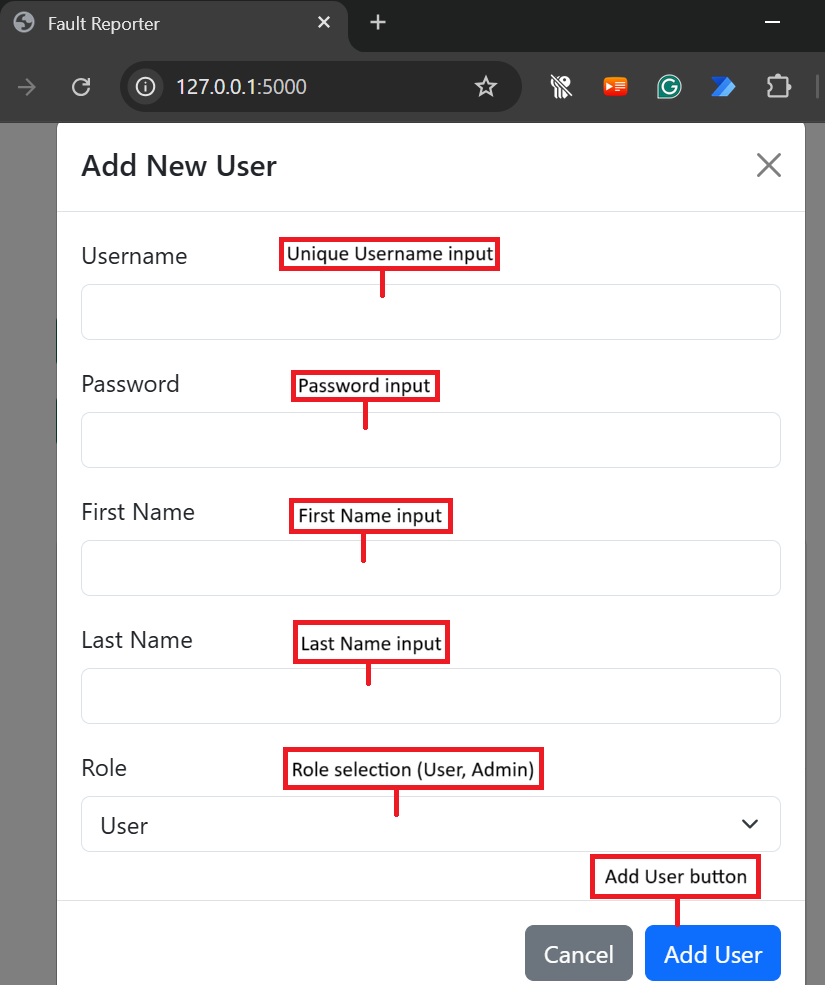 Fault Reporter
127.0.0.1:5000
Add New User
Username
Unique Username input
Password
Password input
First Name
First Name input
Last Name
Last Name input
Role
Role selection (User, Admin)
User
Add User button
Cancel
Add User